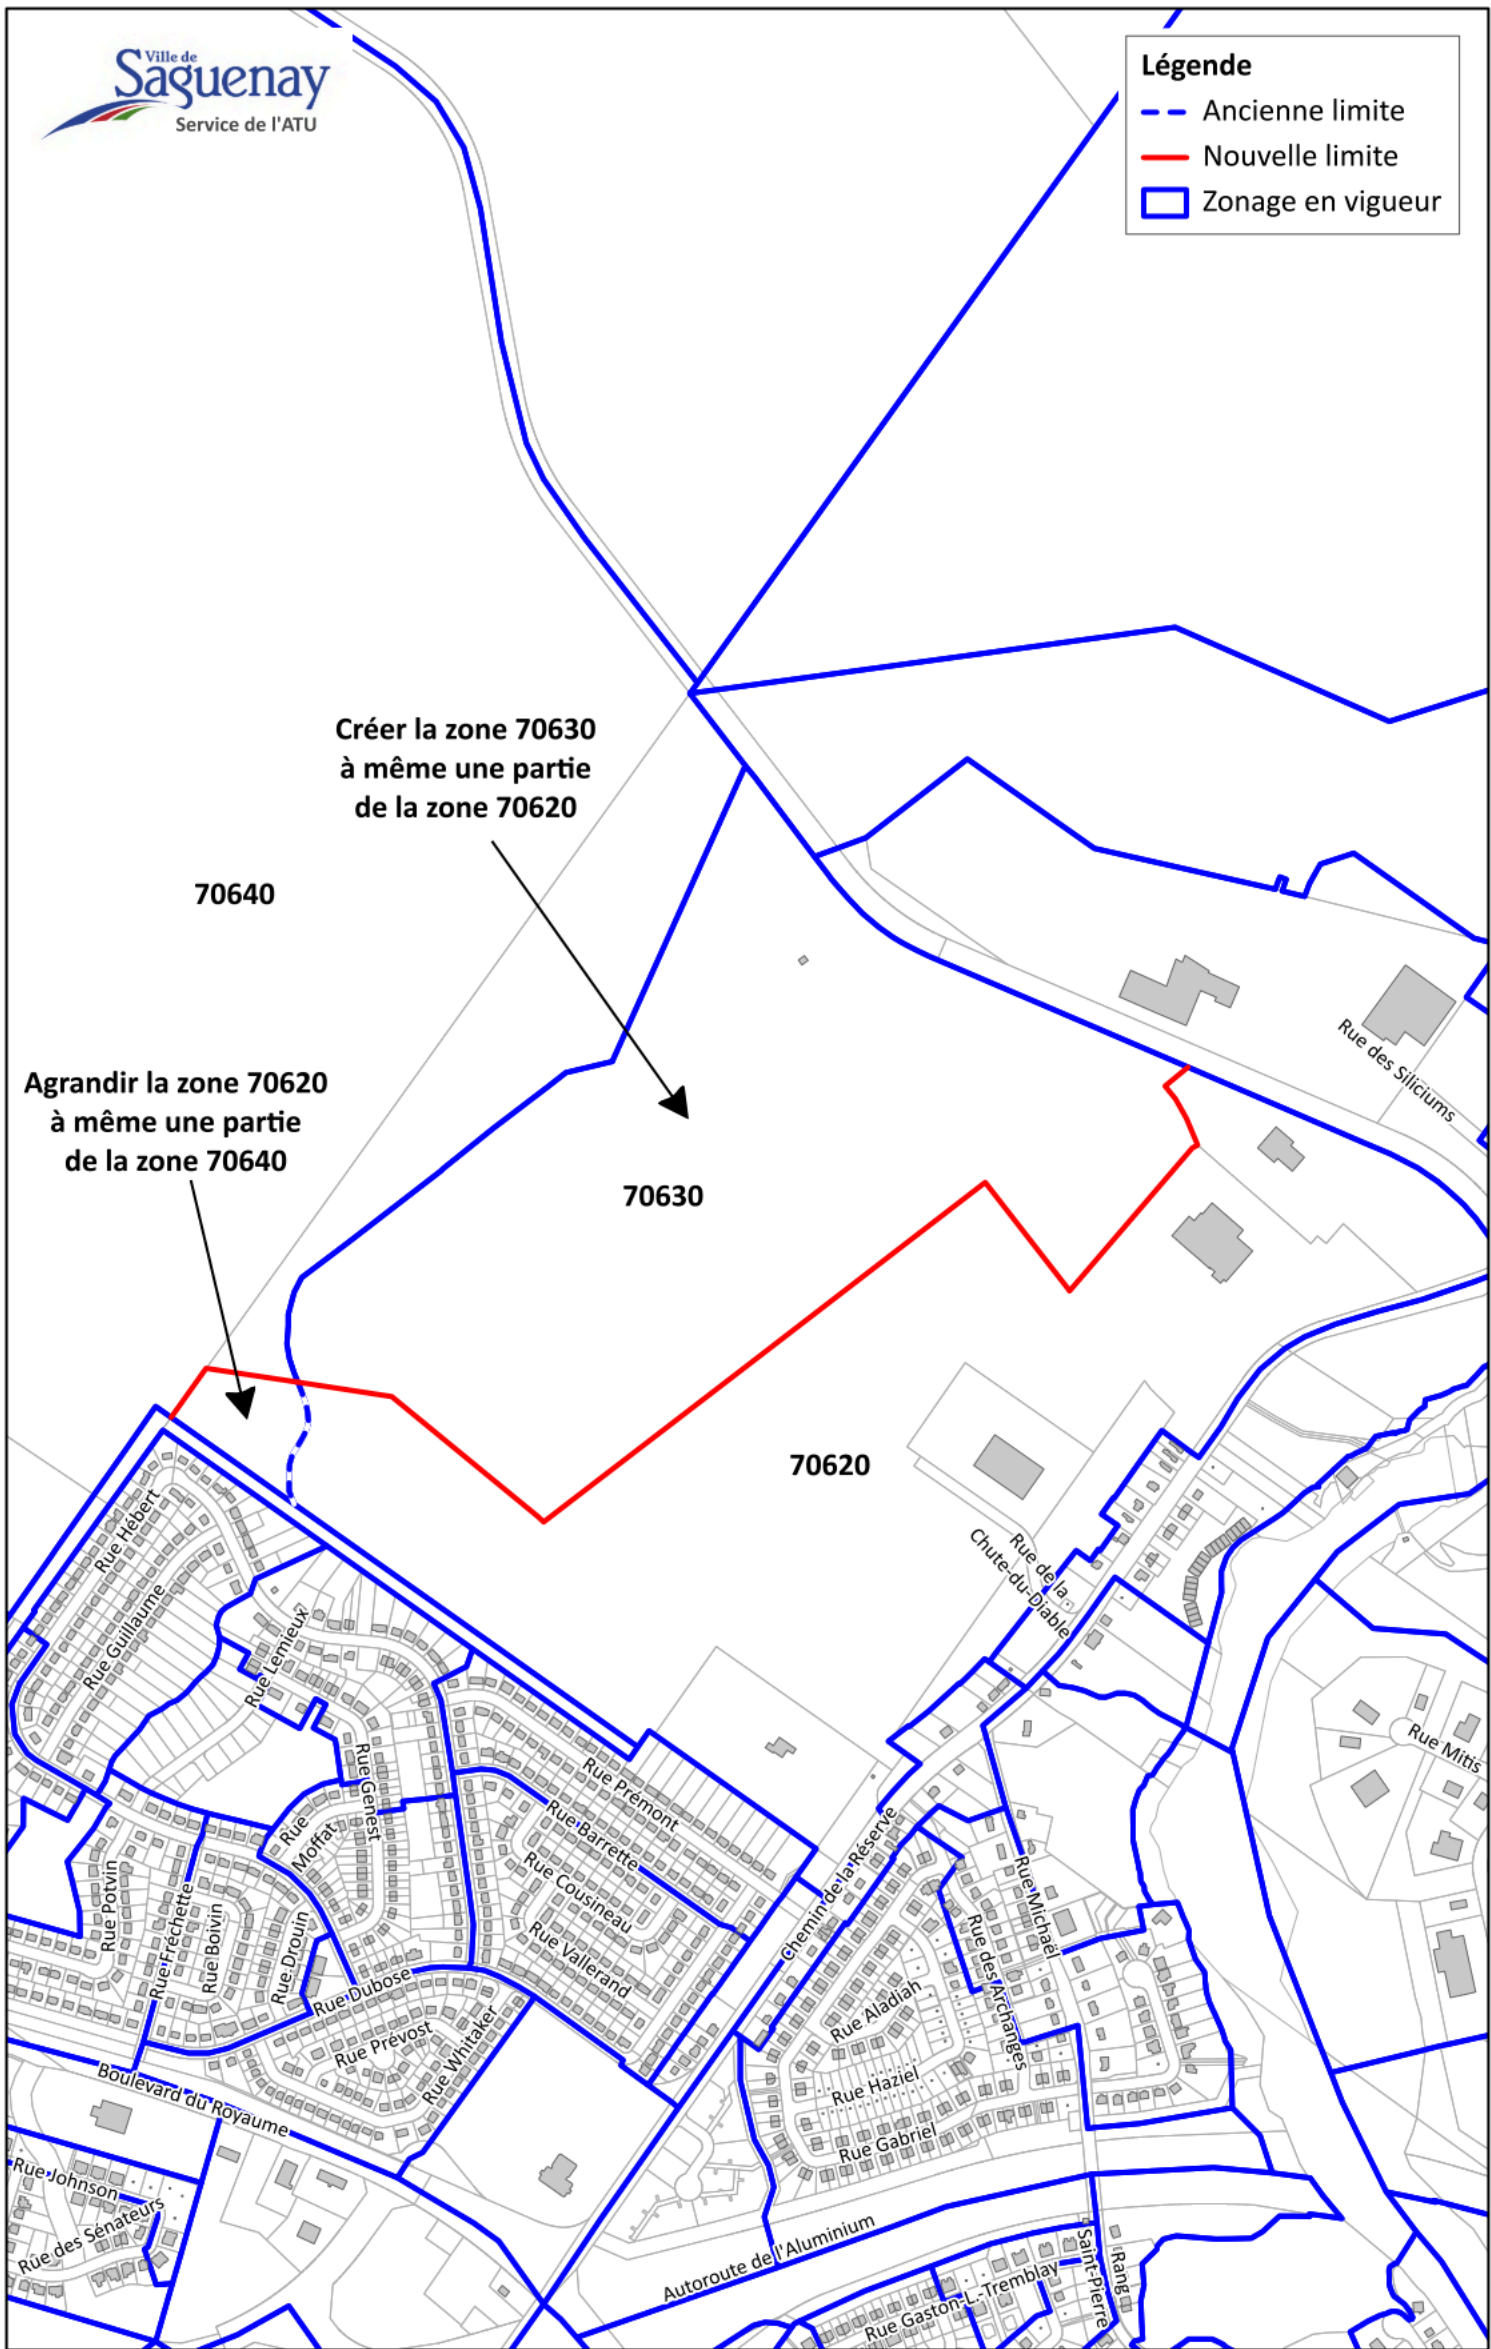 Ville de
Saguenay
Service de l'ATU
Légende
Ancienne limite
Nouvelle limite
Zonage en vigueur
Créer la zone 70630
à même une partie
de la zone 70620
70640
Agrandir la zone 70620
à même une partie
de la zone 70640
70630
70620
Rue des Siliciums
Rue de la
Chute-du-Diable
Rue Hébert
Rue Guillaume
Rue Lemieux
Rue Genest
Rue
Moffat
Rue Prémont
Rue Barrette
Rue Cousineau
Rue Vallerand
Chemin de la Réserve
Rue Mitis
Rue Michaël
Rue des Archanges
Rue Potvin
Rue Fréchette
Rue Boivin
Rue Drouin
Rue Dubose
Rue Prévost
Rue Whitaker
Rue Aladiah
Rue Haziel
Rue Gabriel
Boulevard du Royaume
Rue Johnson
Rue des Sénateurs
Autoroute de l'Aluminium
Rang
Saint-Pierre
Rue Gaston-L.-Tremblay